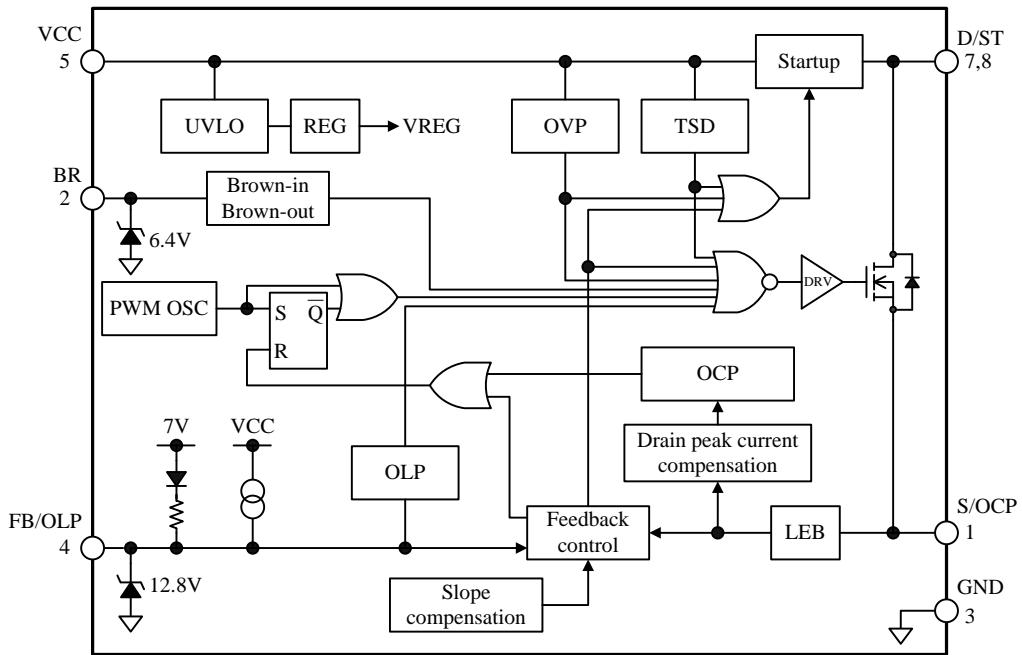 VCC
5
D/ST
7,8
Startup
UVLO
REG
VREG
OVP
TSD
BR
2
Brown-in
Brown-out
6.4V
PWM OSC
S
Q̅
R
DRV
OCP
7V
VCC
OLP
Drain peak current
compensation
FB/OLP
4
Feedback
control
LEB
S/OCP
1
12.8V
Slope
compensation
GND
3